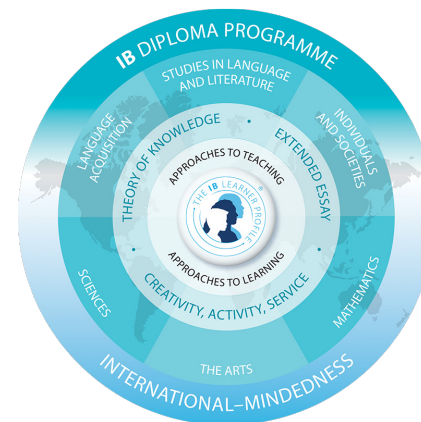 IB DIPLOMA PROGRAMME
STUDIES IN LANGUAGE
AND LITERATURE
LANGUAGE
ACQUISITION
INDIVIDUALS
AND SOCIETIES
THEORY OF KNOWLEDGE
EXTENDED ESSAY
APPROACHES TO TEACHING
THE IB LEARNER PROFILE
®
APPROACHES TO LEARNING
CREATIVITY, ACTIVITY, SERVICE
SCIENCES
MATHEMATICS
THE ARTS
INTERNATIONAL–MINDEDNESS